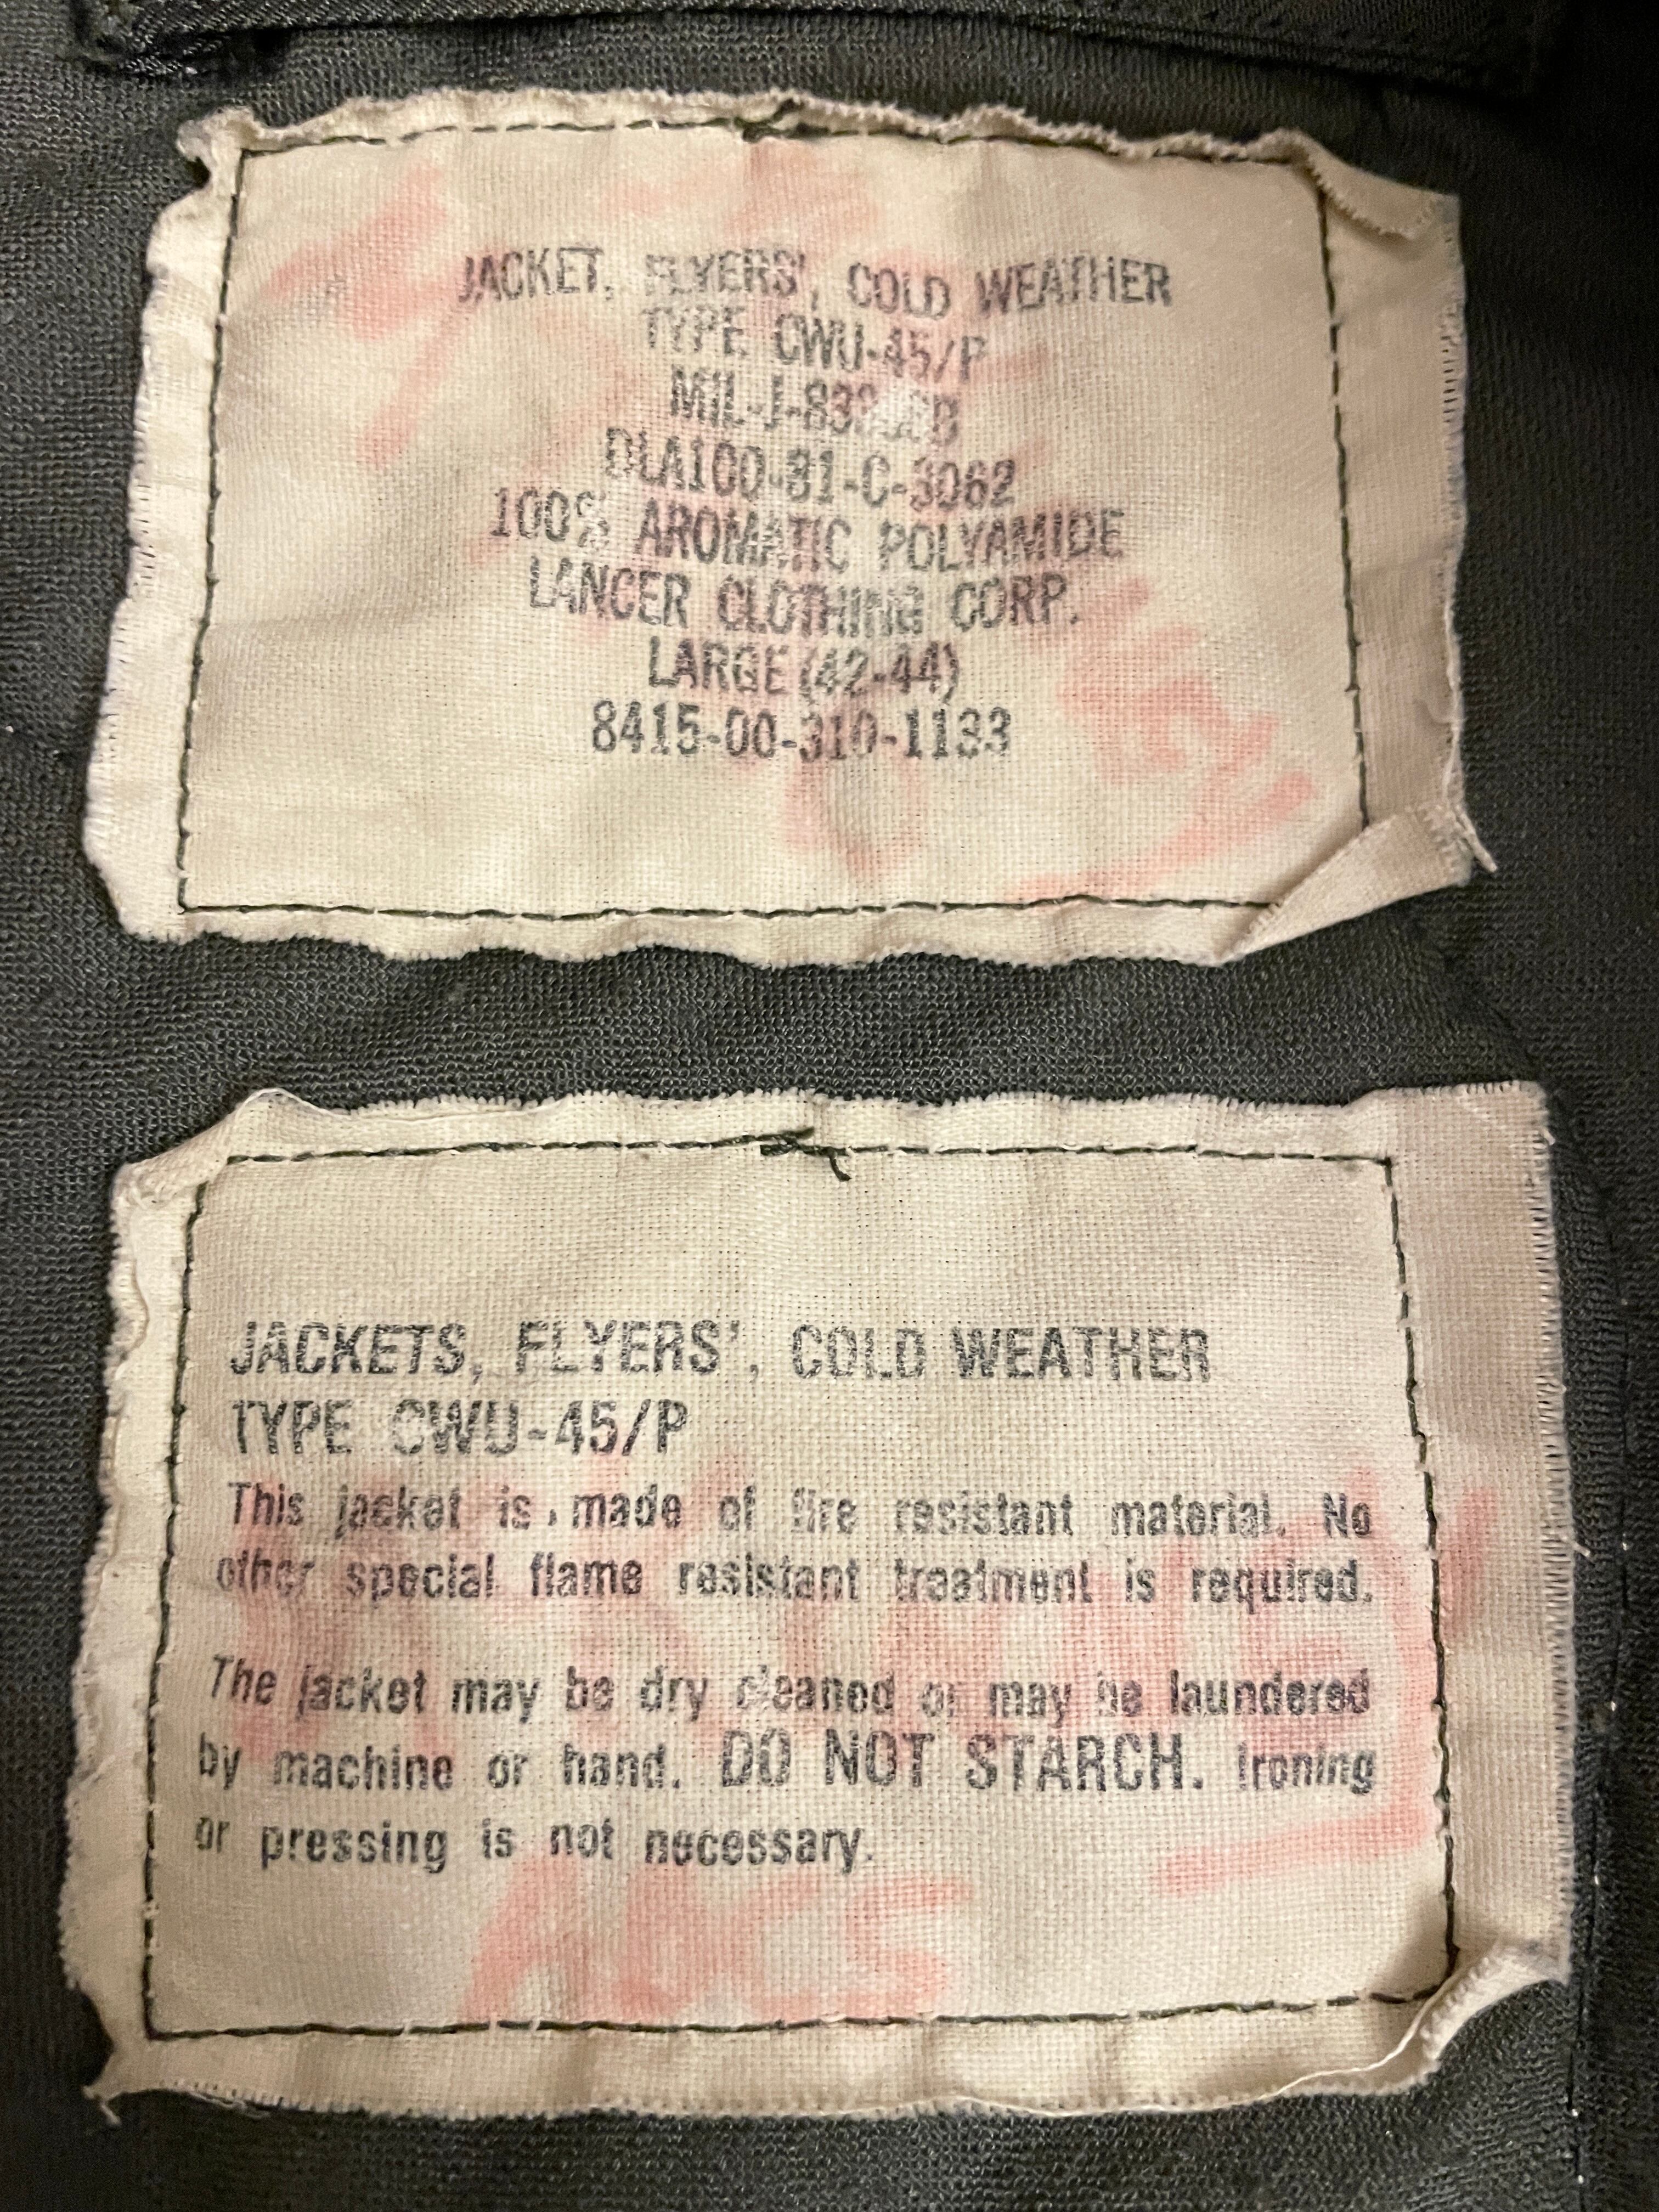 JACKET, FLYERS', COLD WEATHER
TYPE CWU-45/P
DLA100-81-C-3062
100% AROMATIC POLYAMIDE
LANCER CLOTHING CORP.
LARGE (42-44)
8415-00-310-1133
JACKETS, FLYERS', COLD WEATHER
TYPE CWU-45/P
This jacket is made of fire resistant material. No
other special flame resistant treatment is required.
The jacket may be dry cleaned or may be laundered
by machine or hand. DO NOT STARCH. Ironing
or pressing is not necessary.